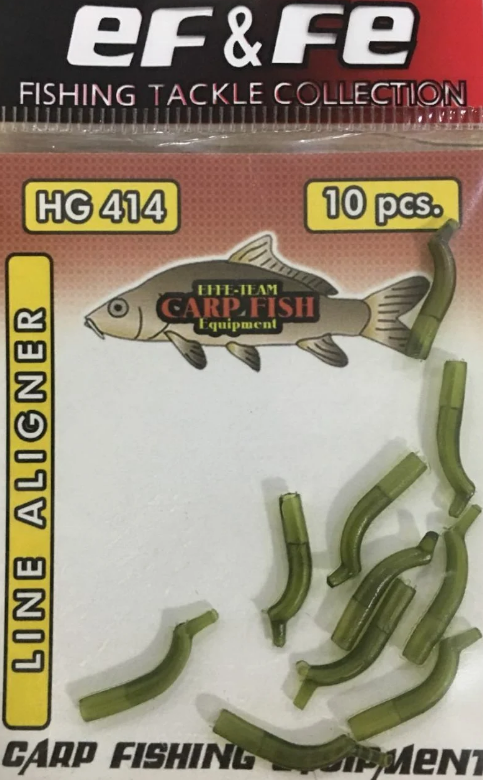 EF & FE
FISHING TACKLE COLLECTION
HG 414
10 pcs.
EFFE-TEAM
CARP FISH
Equipment
LINE ALIGNER
CARP FISHING EQUIPMENT